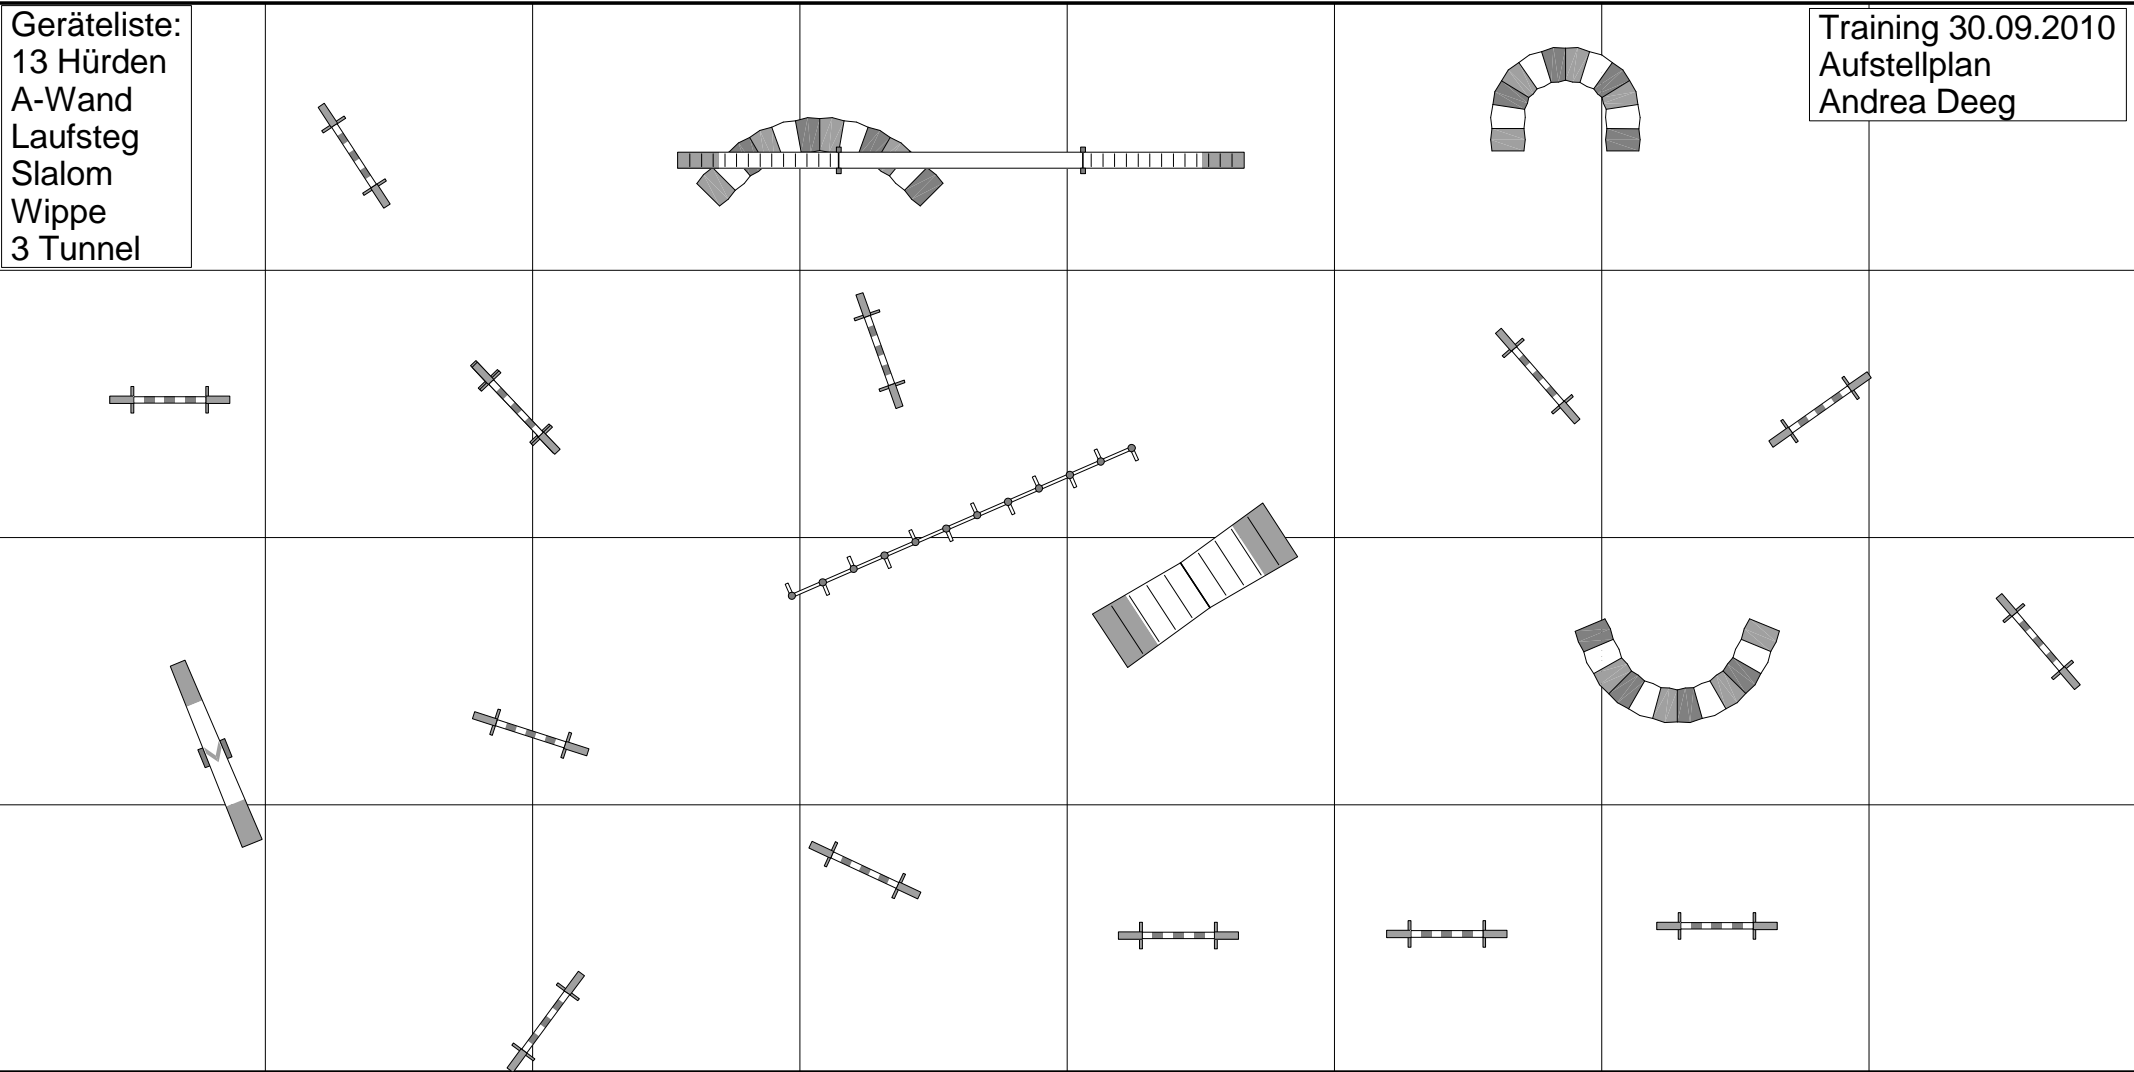 Geräteliste:
13 Hürden
A-Wand
Laufsteg
Slalom
Wippe
3 Tunnel
Training 30.09.2010
Aufstellplan
Andrea Deeg